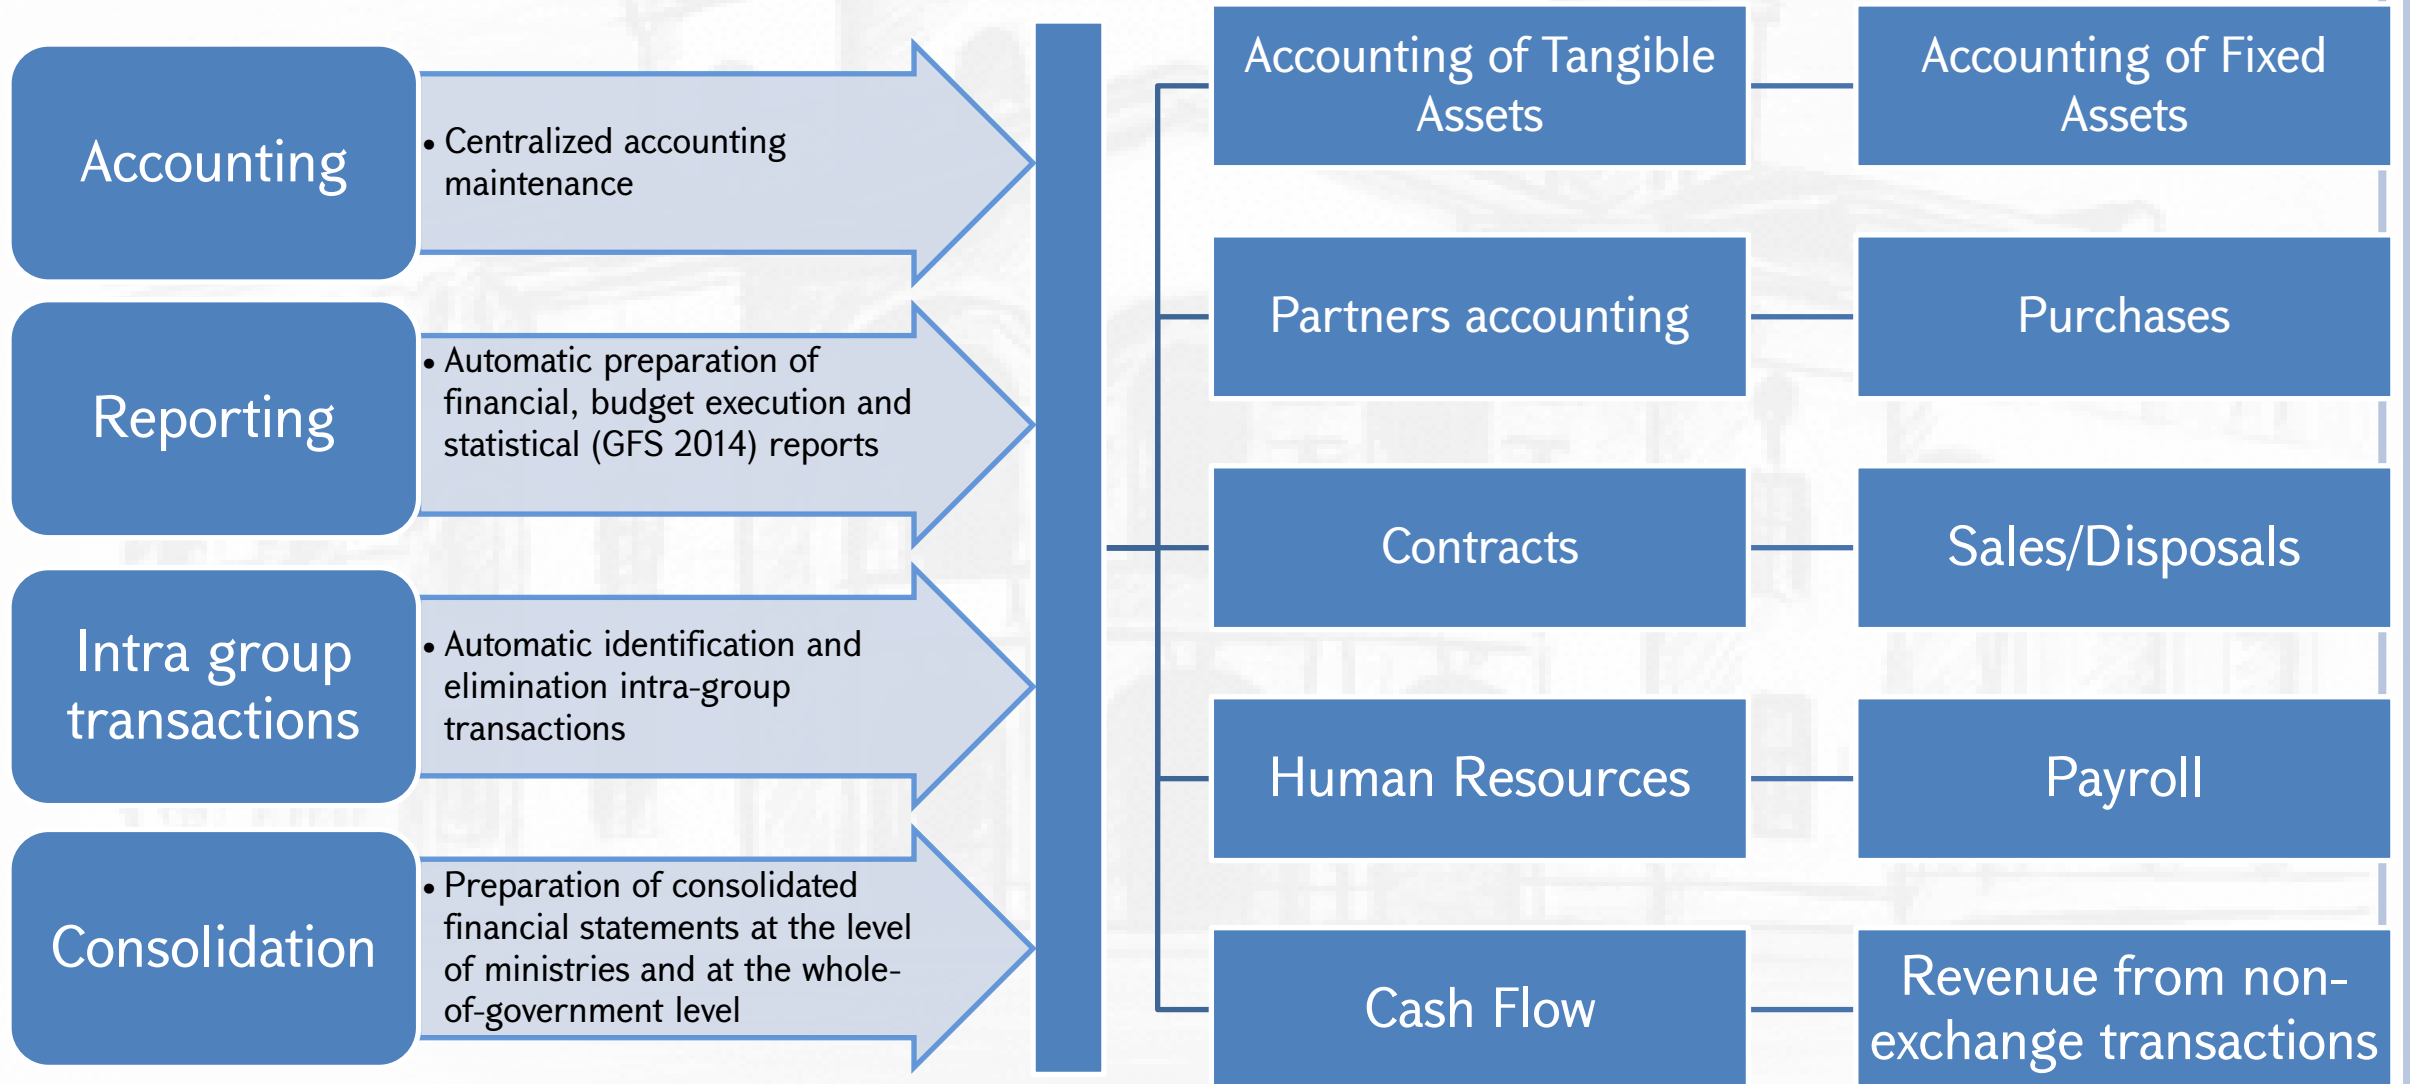 Accounting
• Centralized accounting
maintenance
Reporting
• Automatic preparation of
financial, budget execution and
statistical (GFS 2014) reports
Intra group
transactions
• Automatic identification and
elimination intra-group
transactions
Consolidation
• Preparation of consolidated
financial statements at the level
of ministries and at the whole-
of-government level
Accounting of Tangible
Assets
Accounting of Fixed
Assets
Partners accounting
Purchases
Contracts
Sales/Disposals
Human Resources
Payroll
Cash Flow
Revenue from non-
exchange transactions